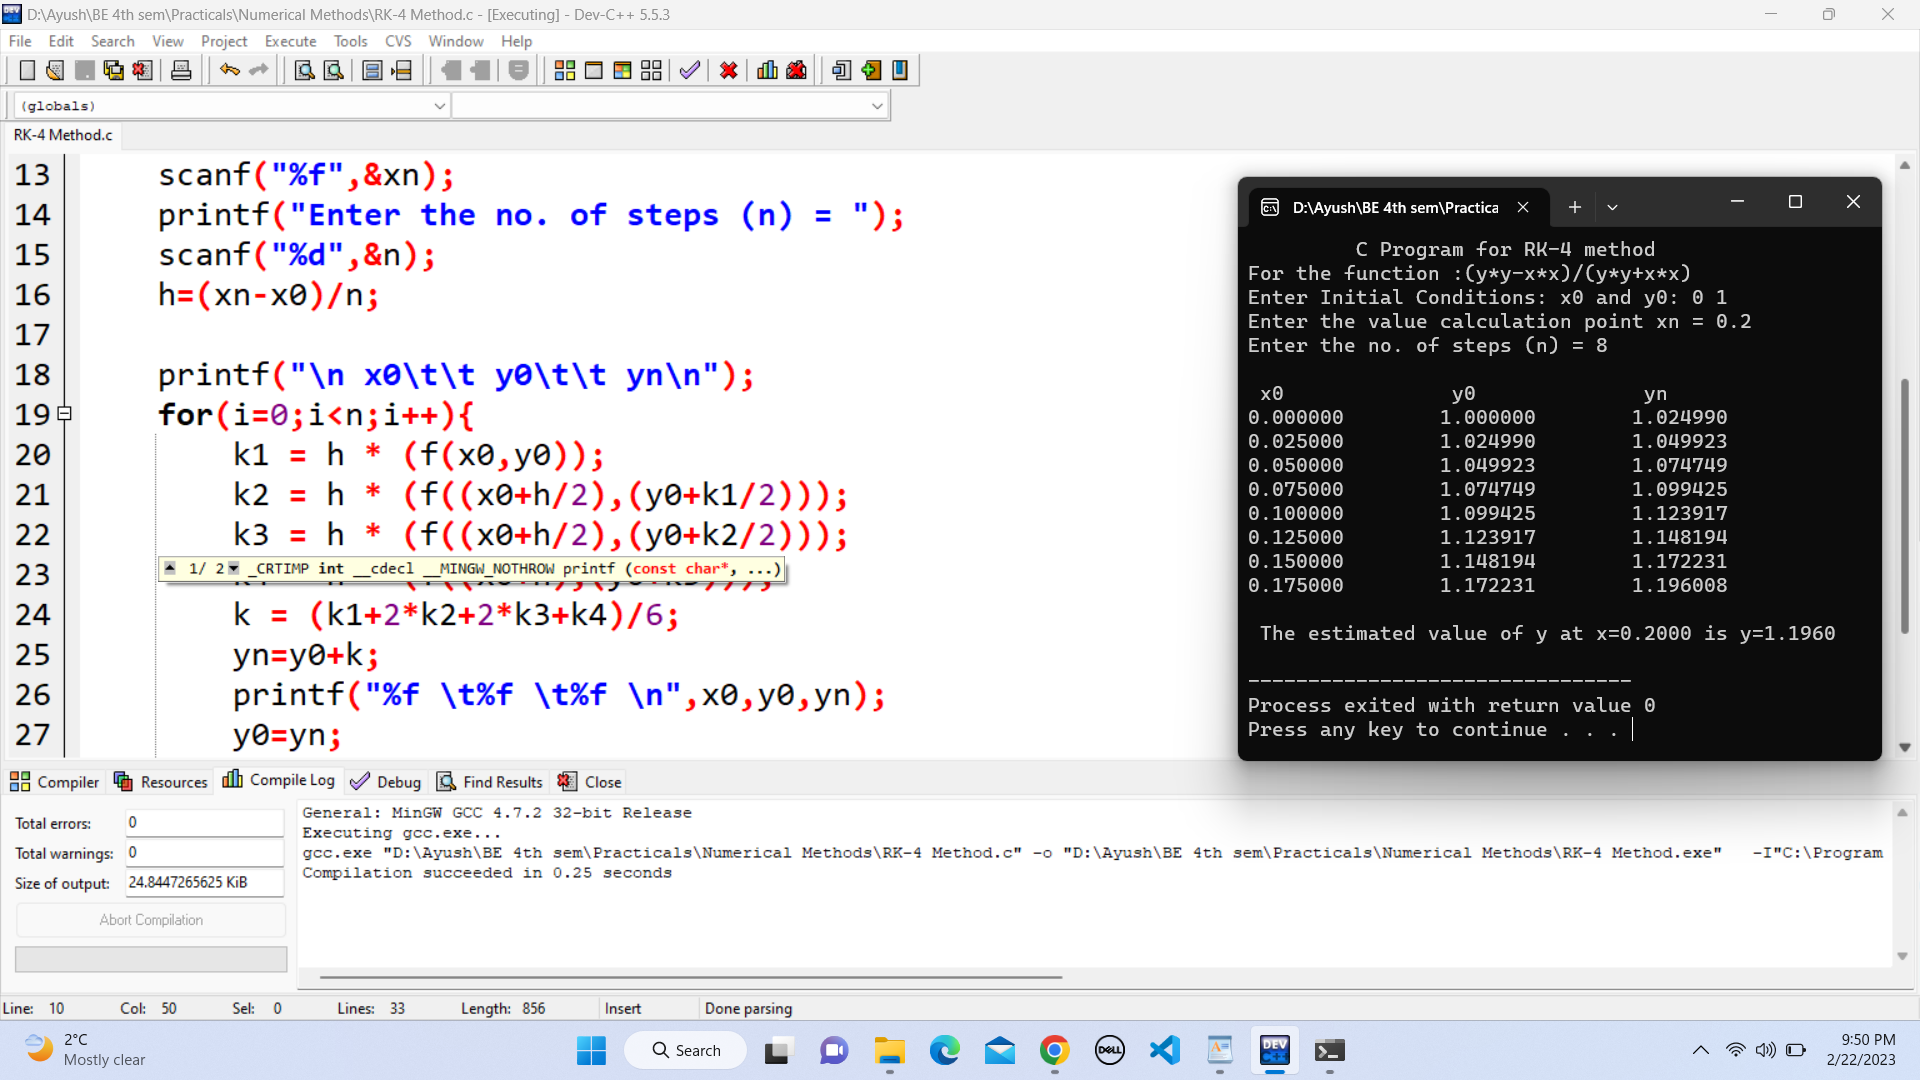 D:\Ayush\BE 4th sem\Practicals\Numerical Methods\RK-4 Method.c - [Executing] - Dev-C++ 5.5.3
File Edit Search View Project Execute Tools CVS Window Help
(globals)
RK-4 Method.c
13 scanf("%f",&xn);
14 printf("Enter the no. of steps (n) = ");
15 scanf("%d",&n);
16 h=(xn-x0)/n;
17
18 printf("\n x0\t\t y0\t\t yn\n");
19 for(i=0;i<n;i++){
20 k1 = h * (f(x0,y0));
21 k2 = h * (f((x0+h/2),(y0+k1/2)));
22 k3 = h * (f((x0+h/2),(y0+k2/2)));
1/ 2 _CRTIMP int __cdecl __MINGW_NOTHROW printf (const char*, ...)
23
24 k = (k1+2*k2+2*k3+k4)/6;
25 yn=y0+k;
26 printf("%f \t%f \t%f \n",x0,y0,yn);
27 y0=yn;
D:\Ayush\BE 4th sem\Practica
C Program for RK-4 method
For the function :(y*y-x*x)/(y*y+x*x)
Enter Initial Conditions: x0 and y0: 0 1
Enter the value calculation point xn = 0.2
Enter the no. of steps (n) = 8
x0 y0 yn
0.000000 1.000000 1.024990
0.025000 1.024990 1.049923
0.050000 1.049923 1.074749
0.075000 1.074749 1.099425
0.100000 1.099425 1.123917
0.125000 1.123917 1.148194
0.150000 1.148194 1.172231
0.175000 1.172231 1.196008
The estimated value of y at x=0.2000 is y=1.1960
--------------------------------
Process exited with return value 0
Press any key to continue . . .
Compiler Resources Compile Log Debug Find Results Close
Total errors: 0
Total warnings: 0
Size of output: 24.8447265625 KiB
Abort Compilation
General: MinGW GCC 4.7.2 32-bit Release
Executing gcc.exe...
gcc.exe "D:\Ayush\BE 4th sem\Practicals\Numerical Methods\RK-4 Method.c" -o "D:\Ayush\BE 4th sem\Practicals\Numerical Methods\RK-4 Method.exe" -I"C:\Program
Compilation succeeded in 0.25 seconds
Line: 10 Col: 50 Sel: 0 Lines: 33 Length: 856 Insert Done parsing
2°C
Mostly clear
Search
DELL
DEV
9:50 PM
2/22/2023